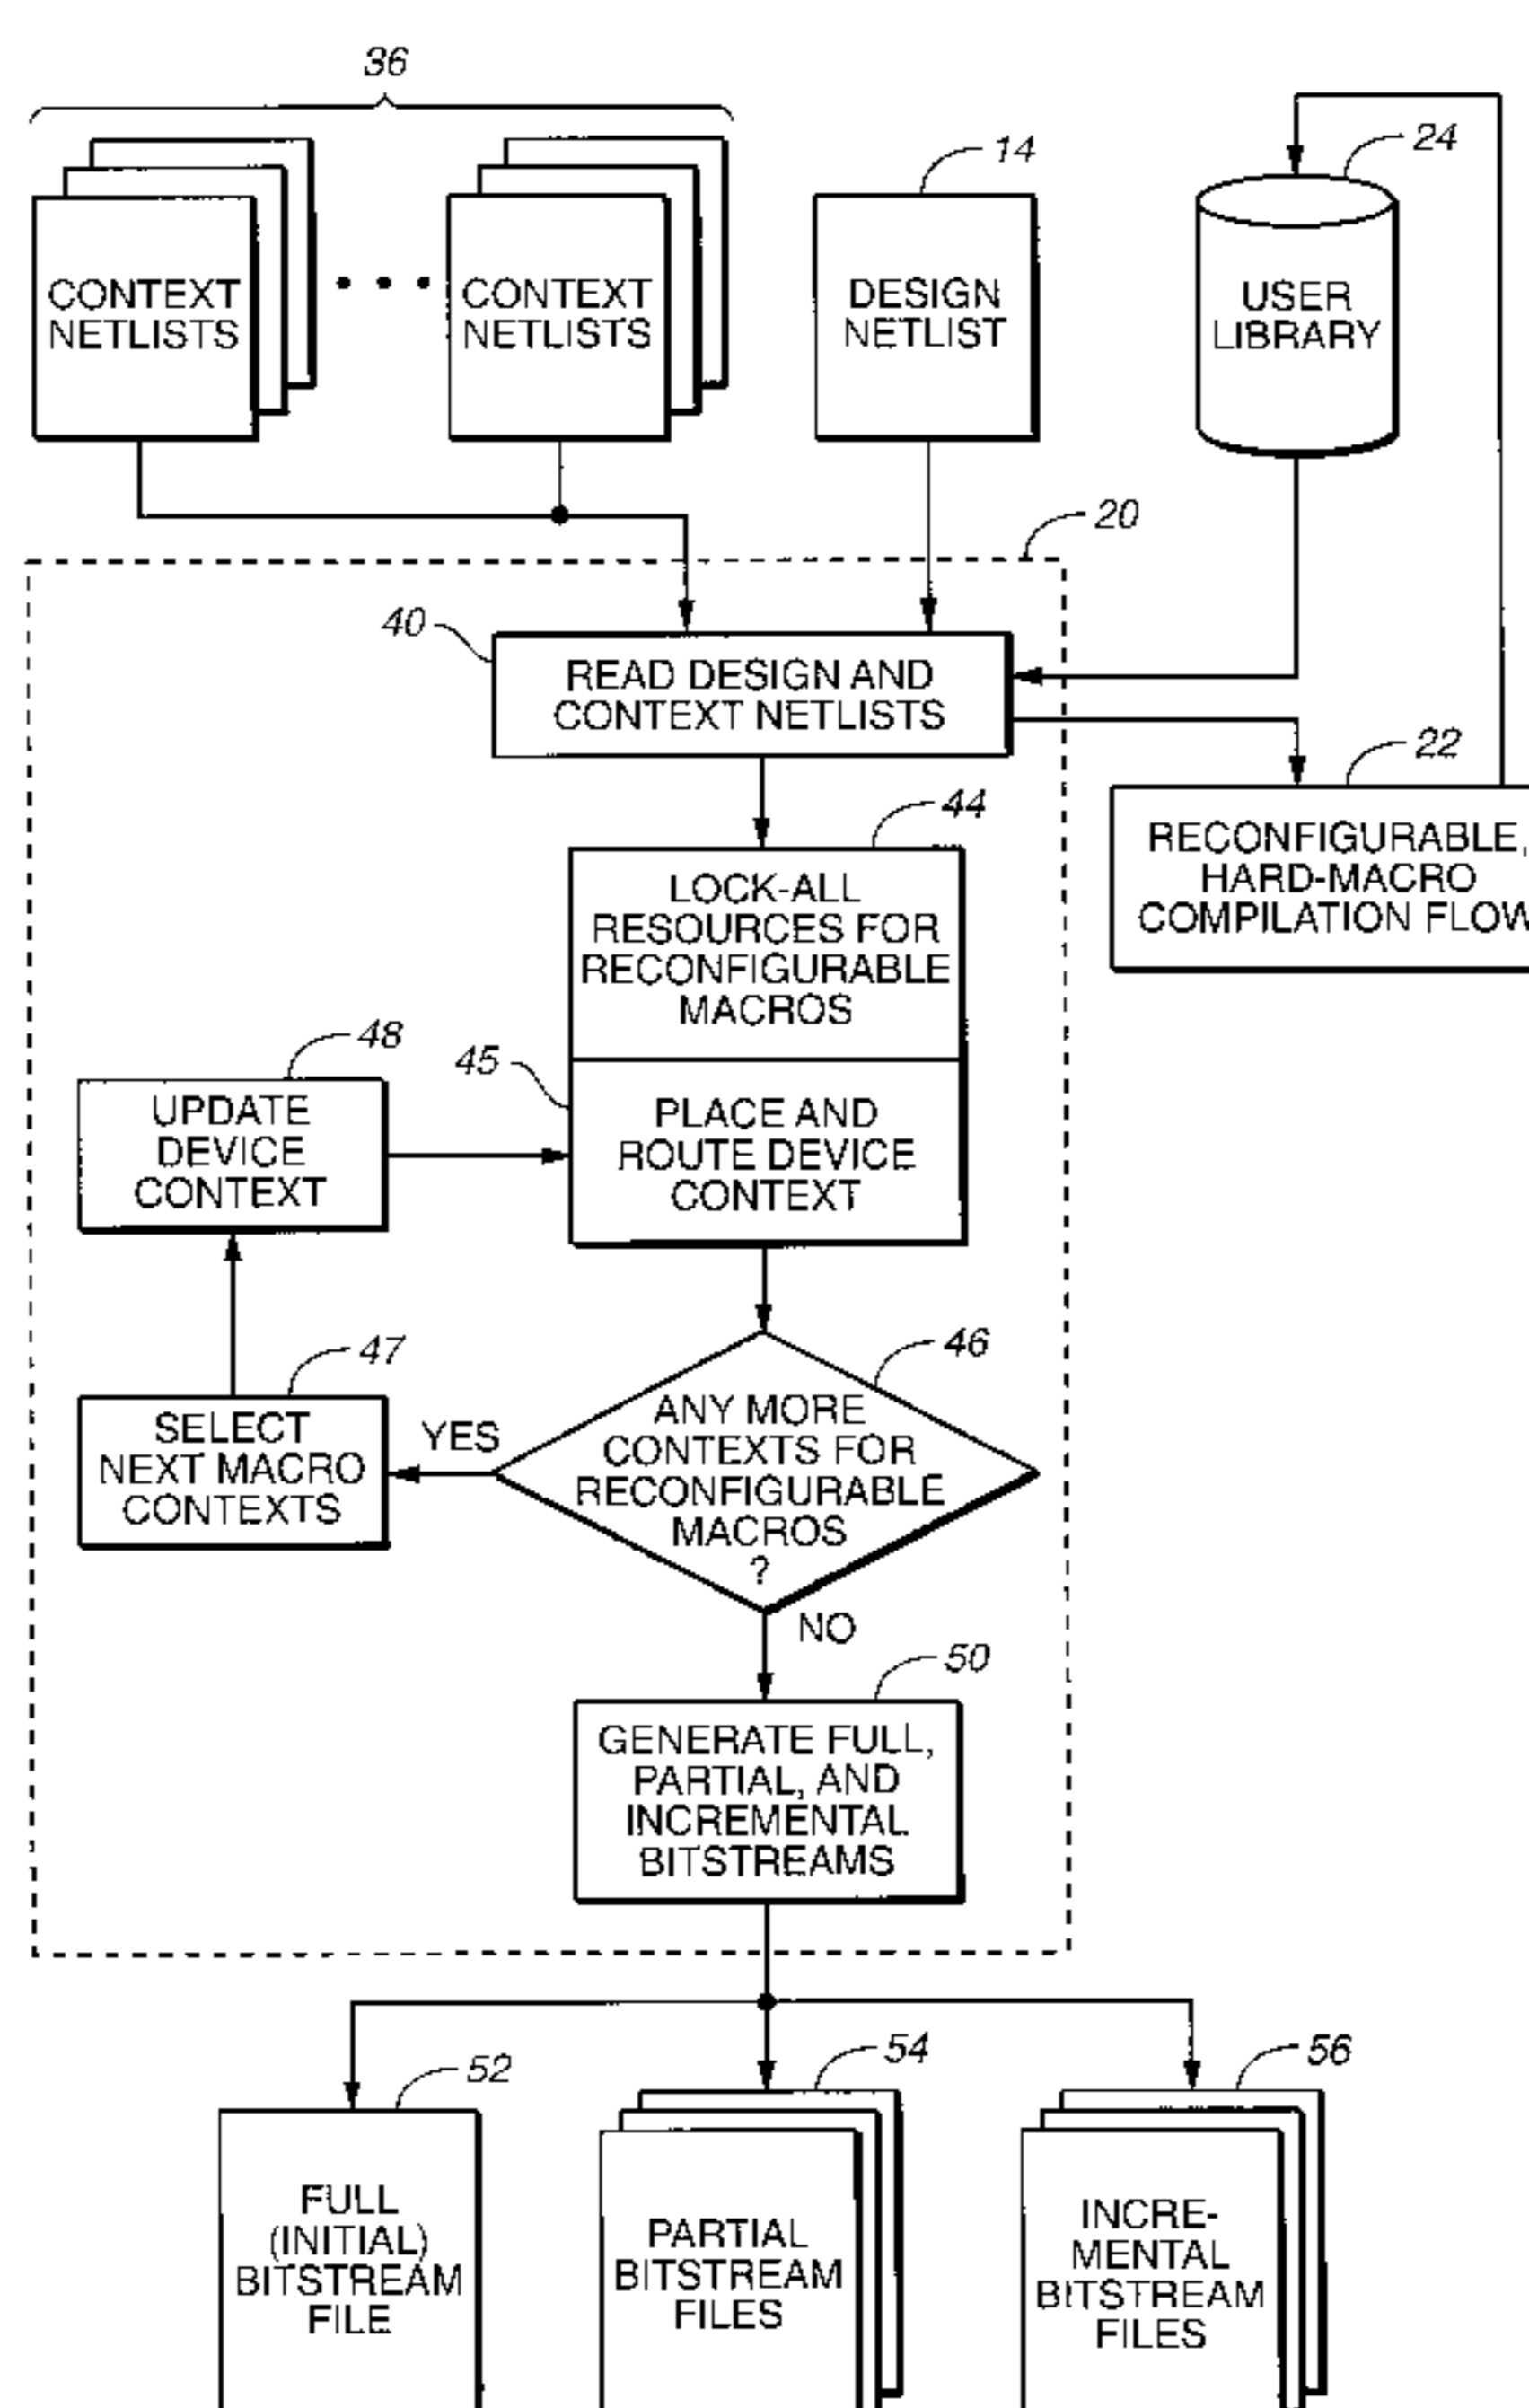 36
14
24
CONTEXT
NETLISTS
CONTEXT
NETLISTS
DESIGN
NETLIST
USER
LIBRARY
20
40
READ DESIGN AND
CONTEXT NETLISTS
22
RECONFIGURABLE,
HARD-MACRO
COMPILATION FLOW
44
LOCK-ALL
RESOURCES FOR
RECONFIGURABLE
MACROS
48
45
UPDATE
DEVICE
CONTEXT
PLACE AND
ROUTE DEVICE
CONTEXT
47
46
SELECT
NEXT MACRO
CONTEXTS
YES
ANY MORE
CONTEXTS FOR
RECONFIGURABLE
MACROS
?
NO
50
GENERATE FULL,
PARTIAL, AND
INCREMENTAL
BITSTREAMS
52
54
56
FULL
(INITIAL)
BITSTREAM
FILE
PARTIAL
BITSTREAM
FILES
INCRE-
MENTAL
BITSTREAM
FILES